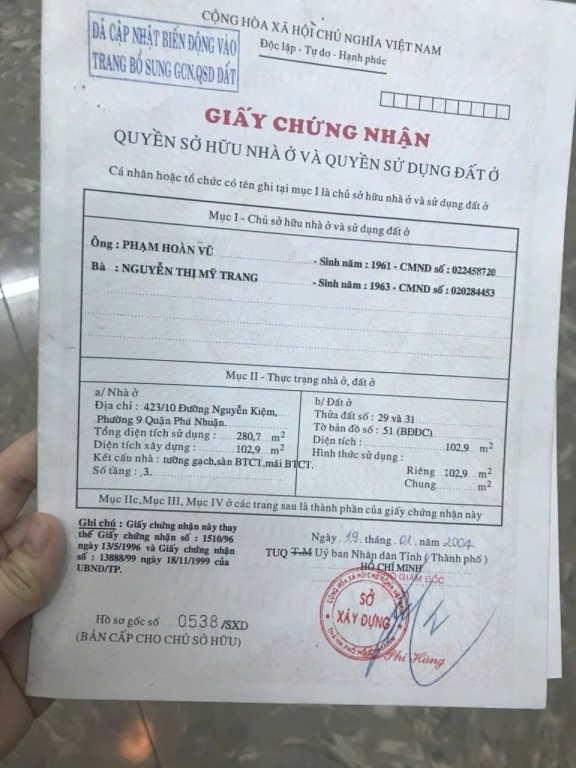 CỘNG HÒA XÃ HỘI CHỦ NGHĨA VIỆT NAM
Độc lập - Tự do - Hạnh phúc
ĐÃ CẬP NHẬT BIẾN ĐỘNG VÀO
TRANG BỔ SUNG GCN.QSD ĐẤT
GIẤY CHỨNG NHẬN
QUYỀN SỞ HỮU NHÀ Ở VÀ QUYỀN SỬ DỤNG ĐẤT Ở
Cá nhân hoặc tổ chức có tên ghi tại mục I là chủ sở hữu nhà ở và sử dụng đất ở
Mục I - Chủ sở hữu nhà ở và sử dụng đất ở
Ông : PHẠM HOÀN VŨ - Sinh năm : 1961 - CMND số : 022458720
Bà : NGUYỄN THỊ MỸ TRANG - Sinh năm : 1963 - CMND số : 020284453
Mục II - Thực trạng nhà ở, đất ở
a/ Nhà ở
Địa chỉ : 423/10 Đường Nguyễn Kiệm,
Phường 9 Quận Phú Nhuận.
Tổng diện tích sử dụng : 280,7 m²
Diện tích xây dựng : 102,9 m²
Kết cấu nhà : tường gạch,sàn BTCT,mái BTCT.
Số tầng : 3.
b/ Đất ở
Thửa đất số : 29 và 31
Tờ bản đồ số : 51 (BĐĐC)
Diện tích : 102,9 m²
Hình thức sử dụng :
Riêng : 102,9 m²
Chung m²
Mục IIc, Mục III, Mục IV ở các trang sau là thành phần của giấy chứng nhận này
Ghi chú : Giấy chứng nhận này thay
thế Giấy chứng nhận số : 1510/96
ngày 13/5/1996 và Giấy chứng nhận
số : 13888/99 ngày 18/11/1999 của
UBND/TP.
Ngày 19 tháng 01 năm 2004
TUQ T.M Uỷ ban Nhân dân Tỉnh ( Thành phố )
HỒ CHÍ MINH
GIÁM ĐỐC
SỞ
XÂY DỰNG
Phi Hùng
Hồ sơ gốc số 0538 /SXD
(BẢN CẤP CHO CHỦ SỞ HỮU)